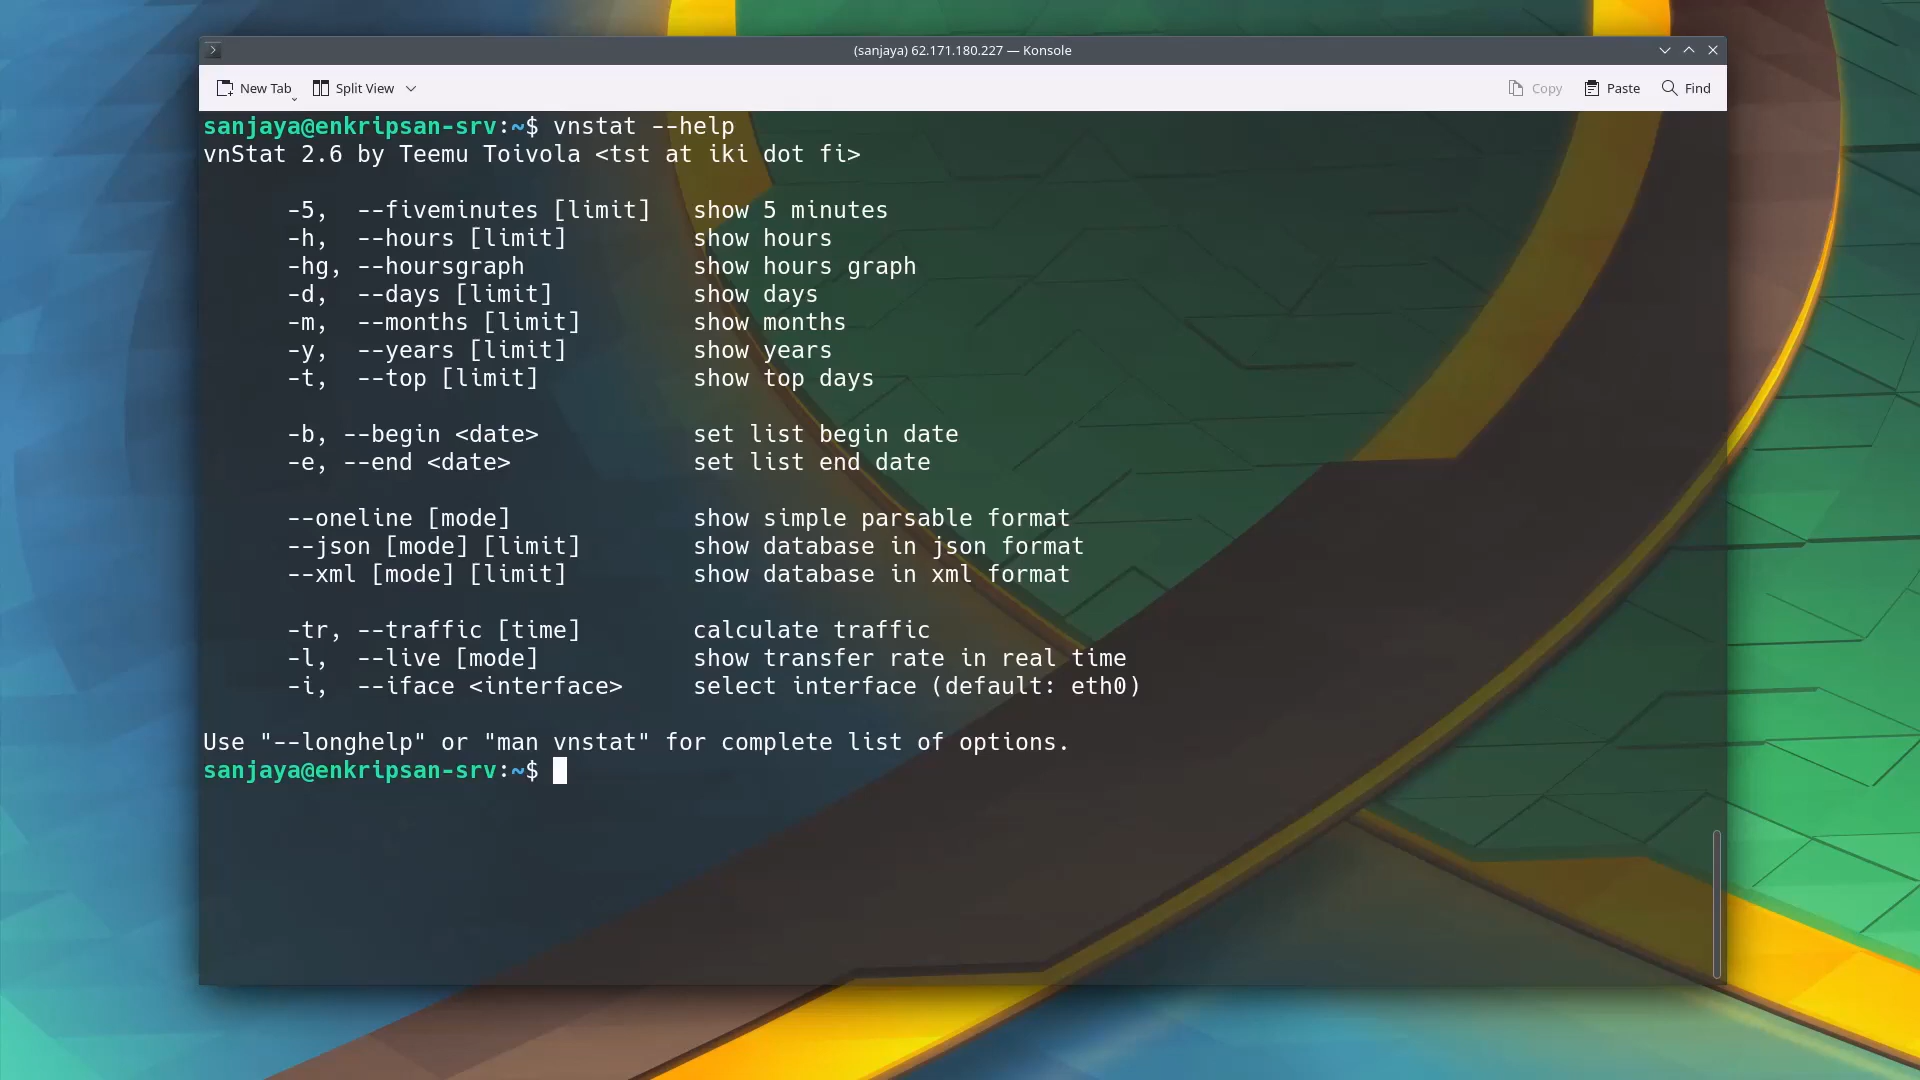 (sanjaya) 62.171.180.227 — Konsole
New Tab Split View Copy Paste Find
sanjaya@enkripsan-srv:~$ vnstat --help
vnStat 2.6 by Teemu Toivola <tst at iki dot fi>
-5, --fiveminutes [limit] show 5 minutes
-h, --hours [limit] show hours
-hg, --hoursgraph show hours graph
-d, --days [limit] show days
-m, --months [limit] show months
-y, --years [limit] show years
-t, --top [limit] show top days
-b, --begin <date> set list begin date
-e, --end <date> set list end date
--oneline [mode] show simple parsable format
--json [mode] [limit] show database in json format
--xml [mode] [limit] show database in xml format
-tr, --traffic [time] calculate traffic
-l, --live [mode] show transfer rate in real time
-i, --iface <interface> select interface (default: eth0)
Use "--longhelp" or "man vnstat" for complete list of options.
sanjaya@enkripsan-srv:~$